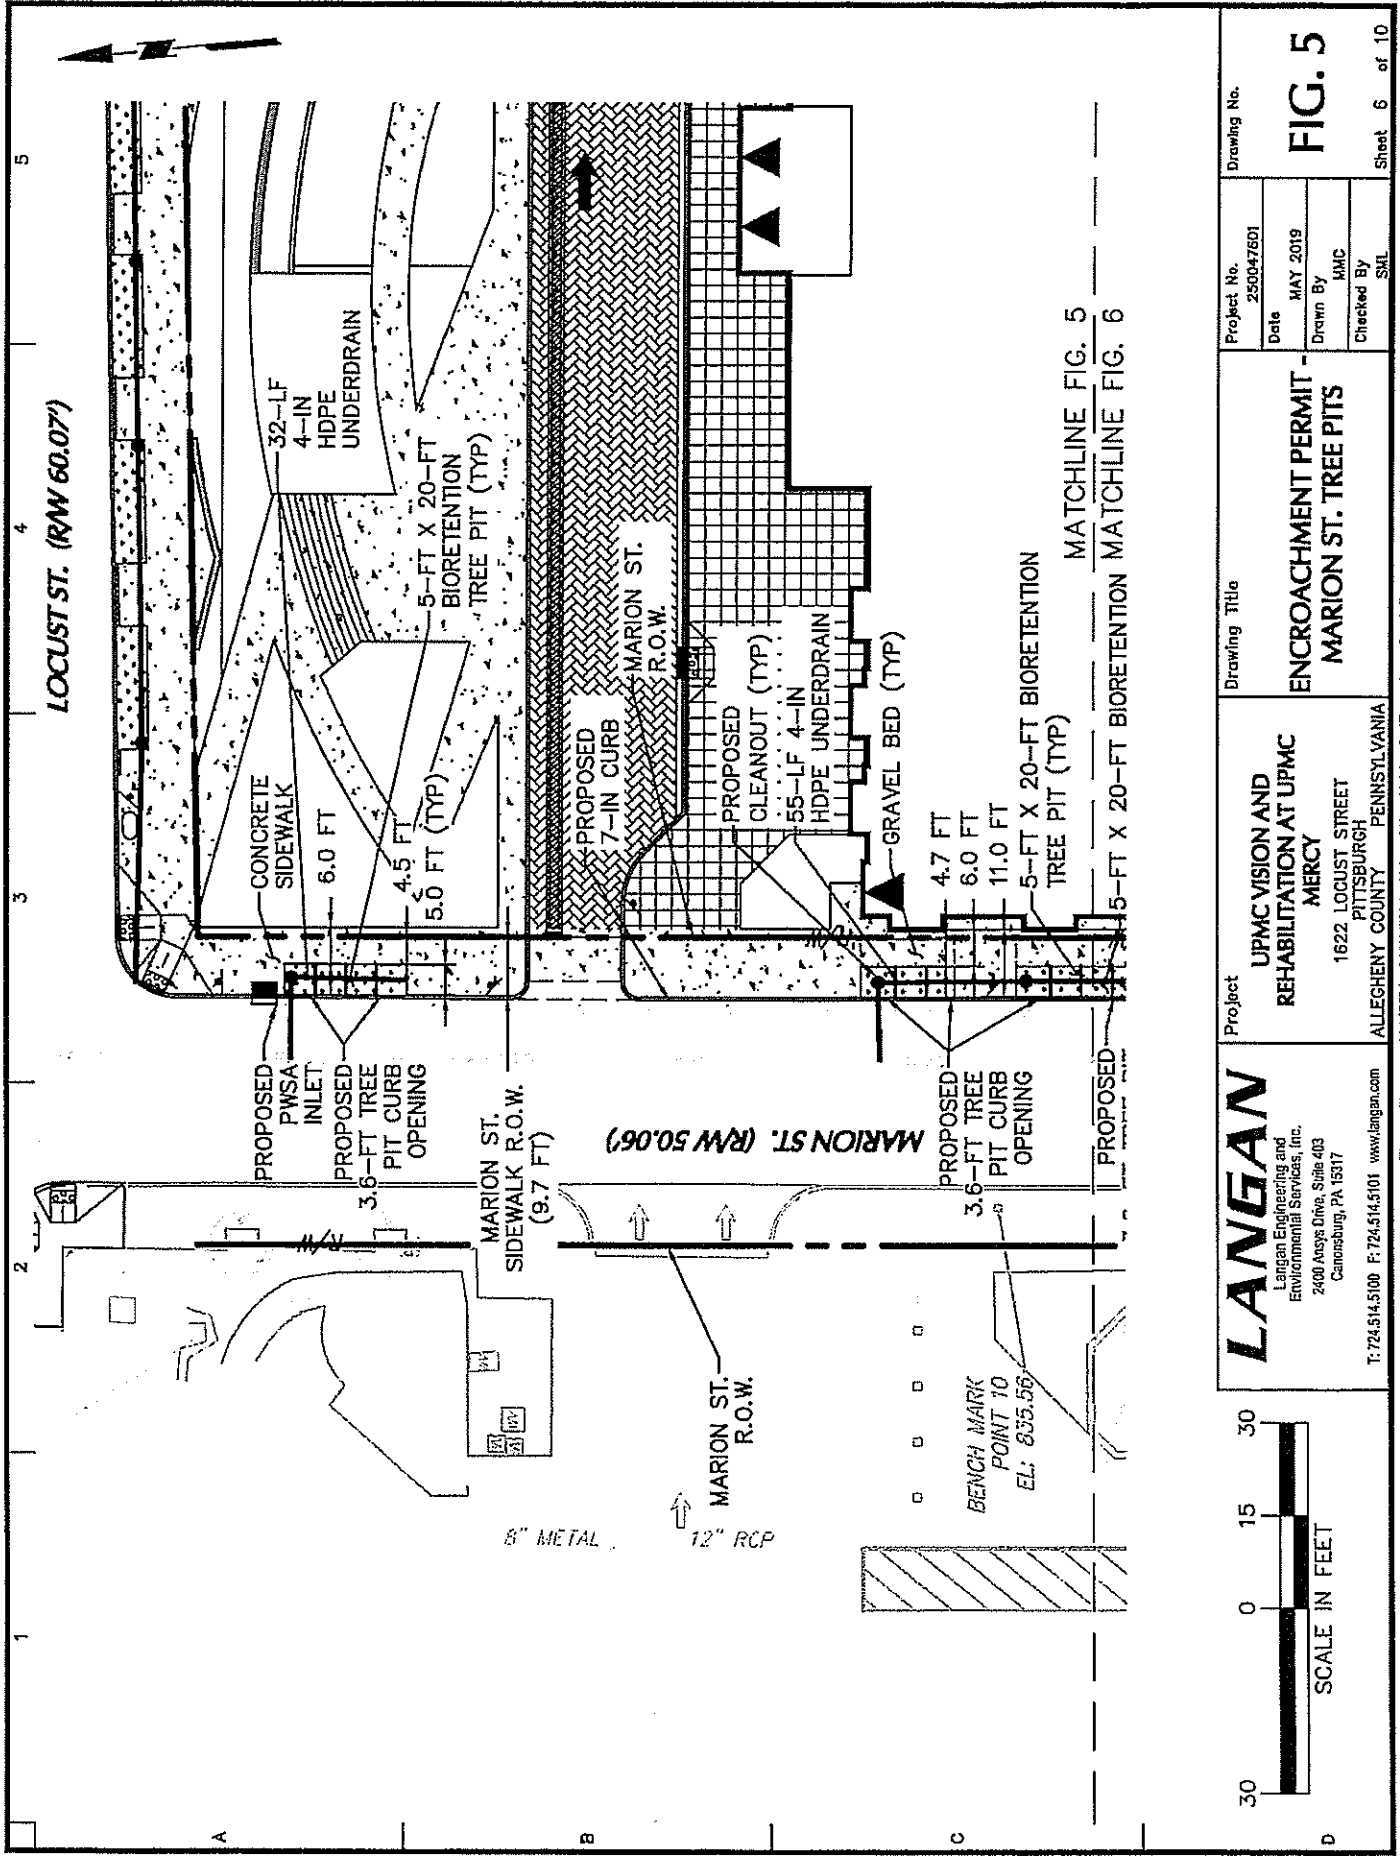 1
2
3
4
5
A
B
C
D
LOCUST ST. (R/W 60.07')
CONCRETE
SIDEWALK
6.0 FT
32-LF
4-IN
HDPE
UNDERDRAIN
4.5 FT
5.0 FT (TYP)
5-FT X 20-FT
BIORETENTION
TREE PIT (TYP)
PROPOSED
PWSA
INLET
PROPOSED
3.6-FT TREE
PIT CURB
OPENING
R/W
MARION ST.
SIDEWALK R.O.W.
(9.7 FT)
PROPOSED
7-IN CURB
MARION ST.
R.O.W.
MARION ST. (R/W 50.06')
8" METAL
12" RCP
MARION ST.
R.O.W.
PROPOSED
CLEANOUT (TYP)
55-LF 4-IN
HDPE UNDERDRAIN
GRAVEL BED (TYP)
4.7 FT
6.0 FT
11.0 FT
5-FT X 20-FT BIORETENTION
TREE PIT (TYP)
PROPOSED
3.6-FT TREE
PIT CURB
OPENING
BENCH MARK
POINT 10
EL: 835.56
MATCHLINE FIG. 5
MATCHLINE FIG. 6
PROPOSED
5-FT X 20-FT BIORETENTION
30
0
15
30
SCALE IN FEET
LANGAN
Langan Engineering and
Environmental Services, Inc.
2400 Ansys Drive, Suite 403
Canonsburg, PA 15317
T: 724.514.5100 F: 724.514.5101 www.langan.com
Project
UPMC VISION AND
REHABILITATION AT UPMC
MERCY
1622 LOCUST STREET
PITTSBURGH
ALLEGHENY COUNTY PENNSYLVANIA
Drawing Title
ENCROACHMENT PERMIT -
MARION ST. TREE PITS
Project No.
250047601
Date
MAY 2019
Drawn By
MMC
Checked By
SML
Drawing No.
FIG. 5
Sheet 6 of 10